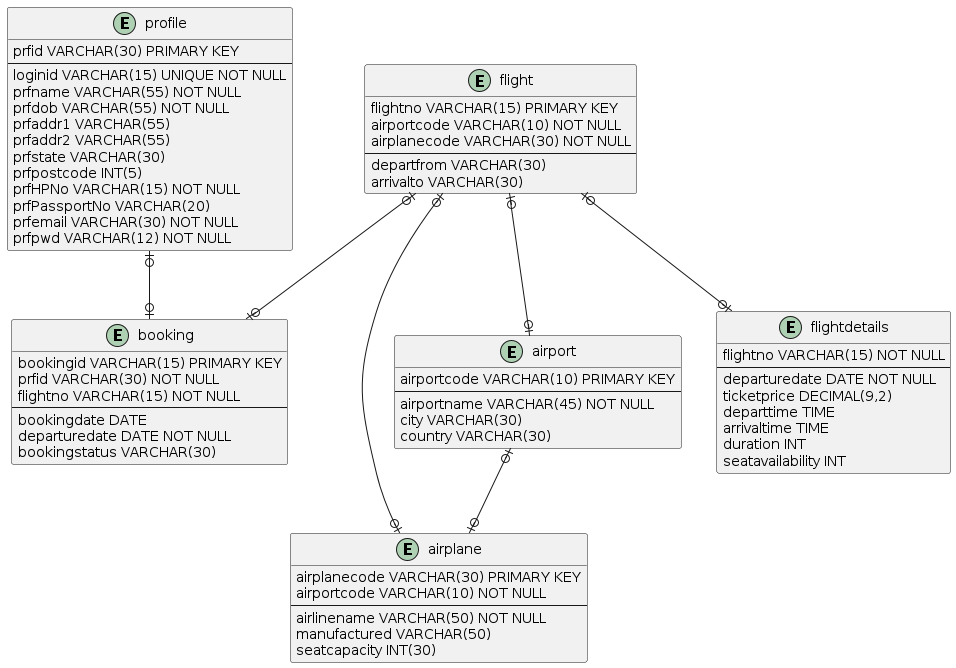 E profile
prfid VARCHAR(30) PRIMARY KEY
loginid VARCHAR(15) UNIQUE NOT NULL
prfname VARCHAR(55) NOT NULL
prfdob VARCHAR(55) NOT NULL
prfaddr1 VARCHAR(55)
prfaddr2 VARCHAR(55)
prfstate VARCHAR(30)
prfpostcode INT(5)
prfHPNo VARCHAR(15) NOT NULL
prfPassportNo VARCHAR(20)
prfemail VARCHAR(30) NOT NULL
prfpwd VARCHAR(12) NOT NULL
E flight
flightno VARCHAR(15) PRIMARY KEY
airportcode VARCHAR(10) NOT NULL
airplanecode VARCHAR(30) NOT NULL
departfrom VARCHAR(30)
arrivalto VARCHAR(30)
E booking
bookingid VARCHAR(15) PRIMARY KEY
prfid VARCHAR(30) NOT NULL
flightno VARCHAR(15) NOT NULL
bookingdate DATE
departuredate DATE NOT NULL
bookingstatus VARCHAR(30)
E airport
airportcode VARCHAR(10) PRIMARY KEY
airportname VARCHAR(45) NOT NULL
city VARCHAR(30)
country VARCHAR(30)
E flightdetails
flightno VARCHAR(15) NOT NULL
departuredate DATE NOT NULL
ticketprice DECIMAL(9,2)
departtime TIME
arrivaltime TIME
duration INT
seatavailability INT
E airplane
airplanecode VARCHAR(30) PRIMARY KEY
airportcode VARCHAR(10) NOT NULL
airlinename VARCHAR(50) NOT NULL
manufactured VARCHAR(50)
seatcapacity INT(30)